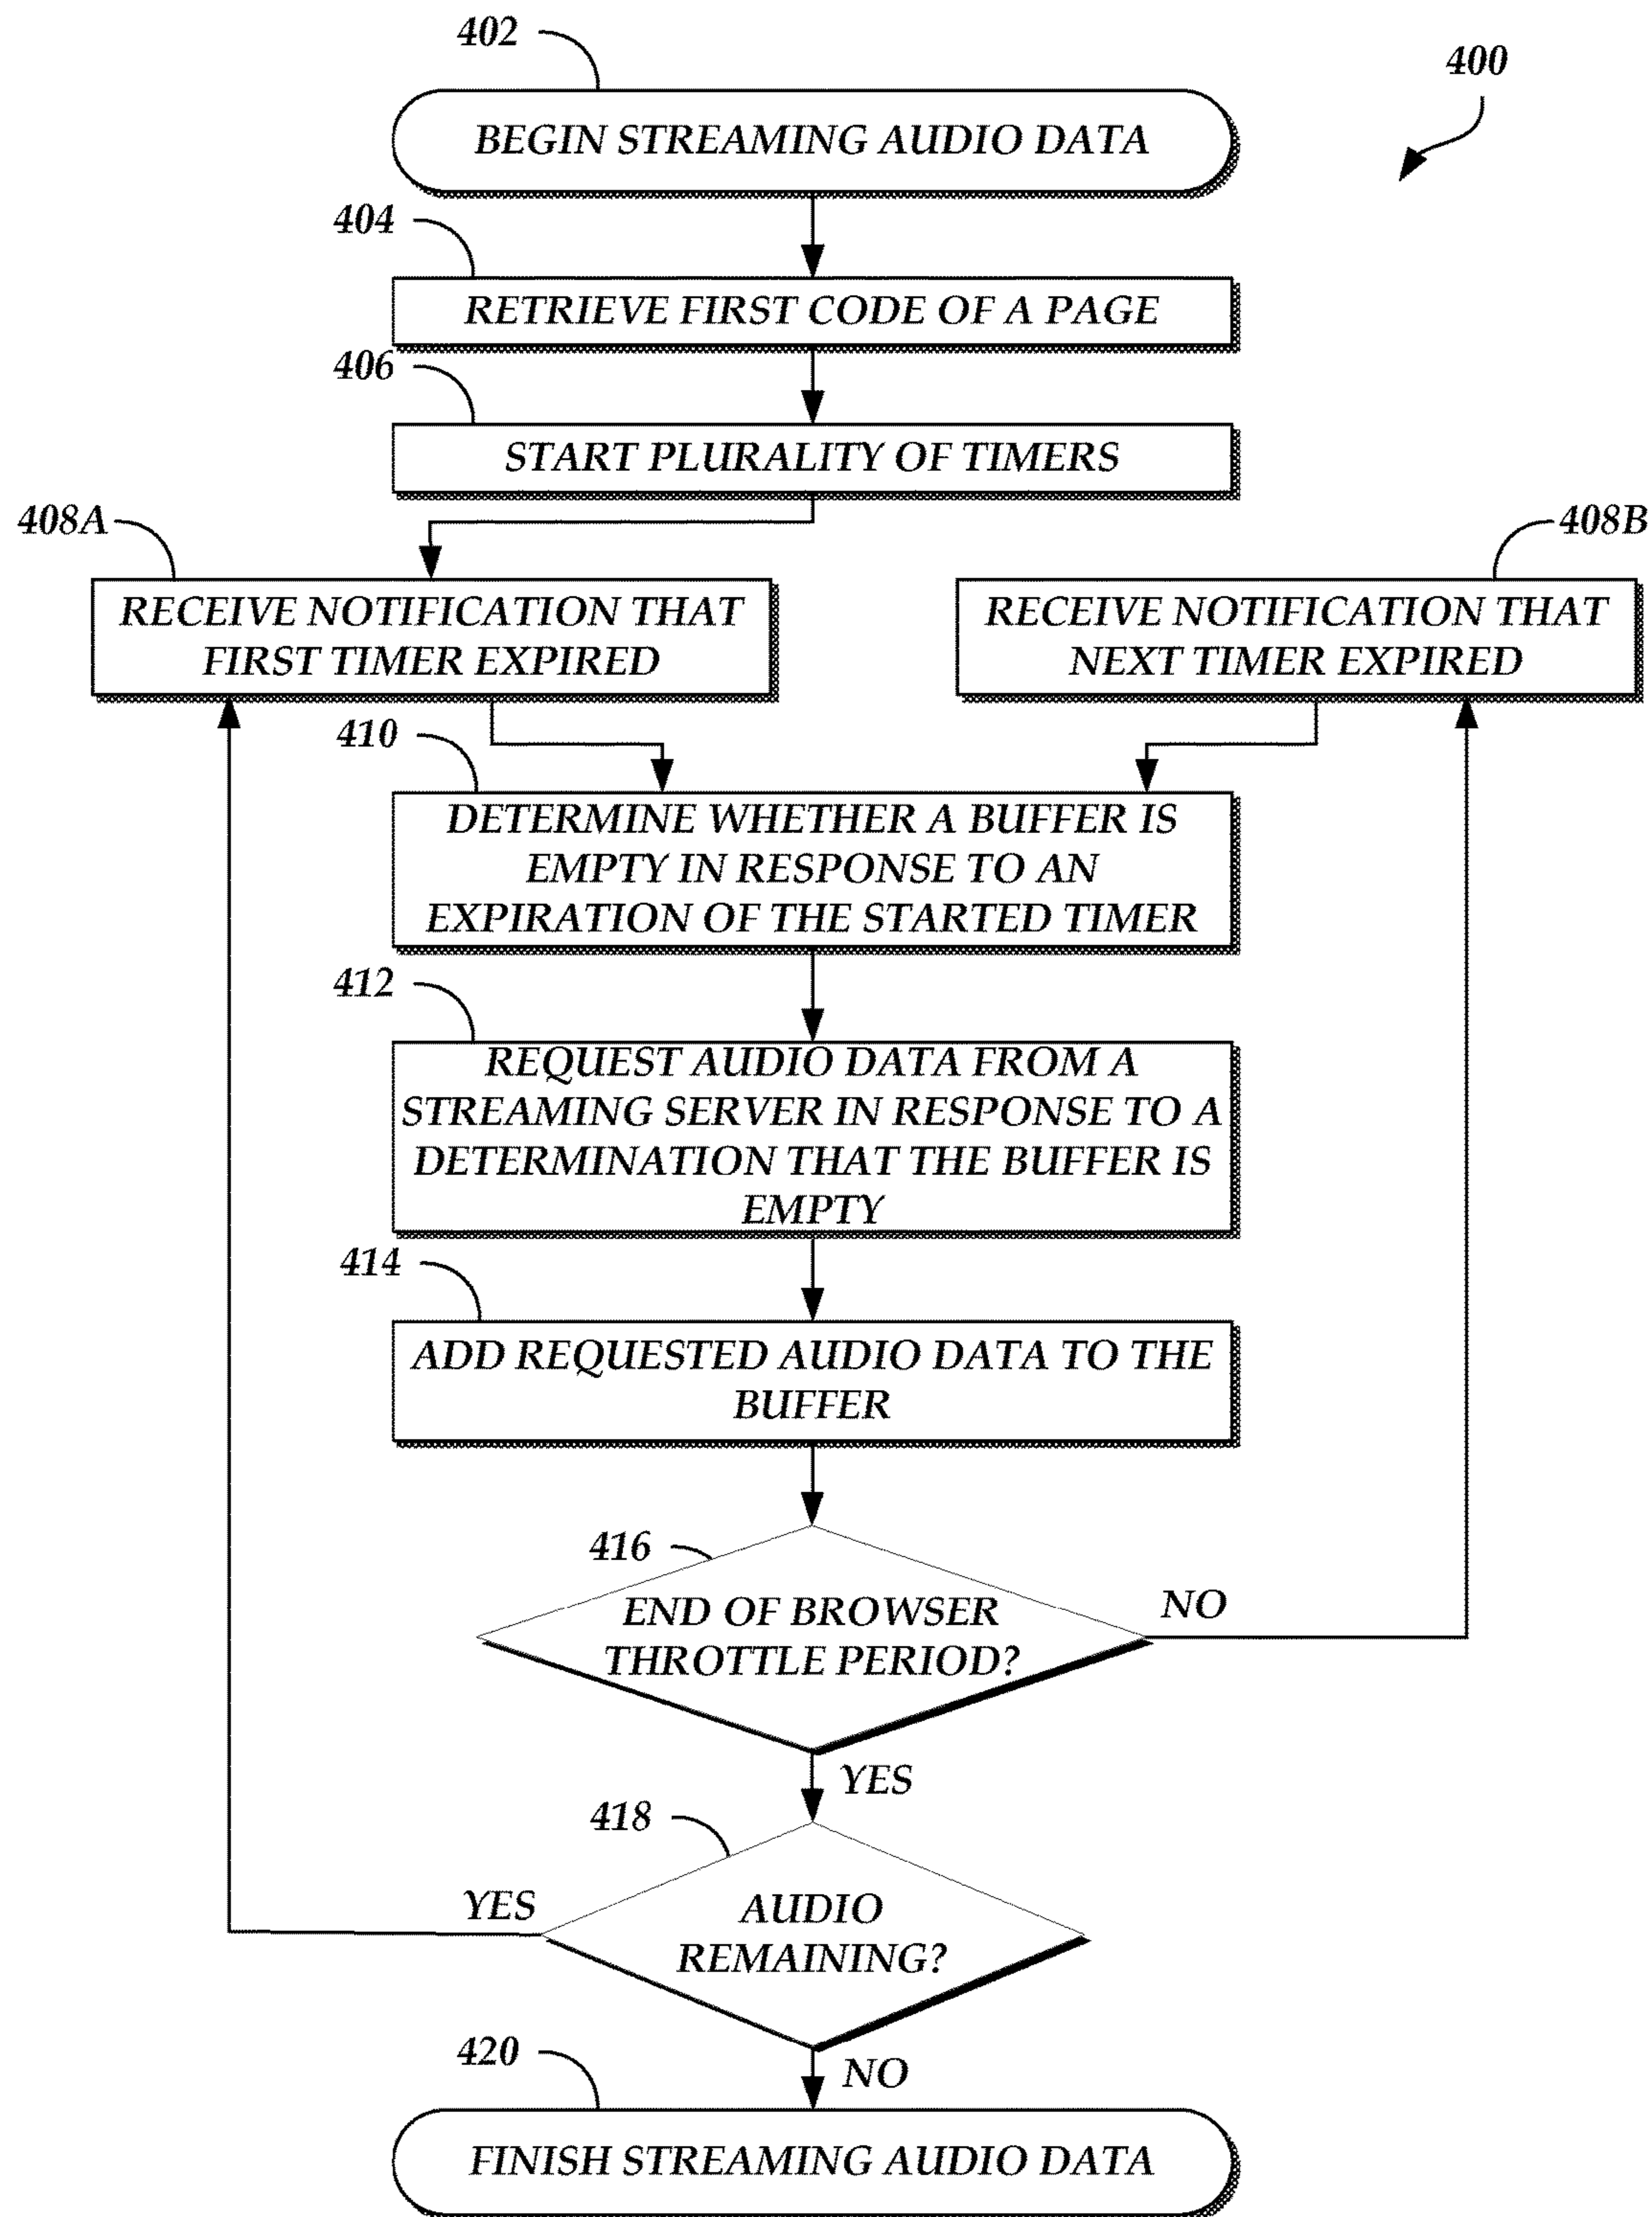 402
400
BEGIN STREAMING AUDIO DATA
404
RETRIEVE FIRST CODE OF A PAGE
406
START PLURALITY OF TIMERS
408A
408B
RECEIVE NOTIFICATION THAT
FIRST TIMER EXPIRED
RECEIVE NOTIFICATION THAT
NEXT TIMER EXPIRED
410
DETERMINE WHETHER A BUFFER IS
EMPTY IN RESPONSE TO AN
EXPIRATION OF THE STARTED TIMER
412
REQUEST AUDIO DATA FROM A
STREAMING SERVER IN RESPONSE TO A
DETERMINATION THAT THE BUFFER IS
EMPTY
414
ADD REQUESTED AUDIO DATA TO THE
BUFFER
416
END OF BROWSER
THROTTLE PERIOD?
NO
YES
418
AUDIO
REMAINING?
YES
NO
420
FINISH STREAMING AUDIO DATA